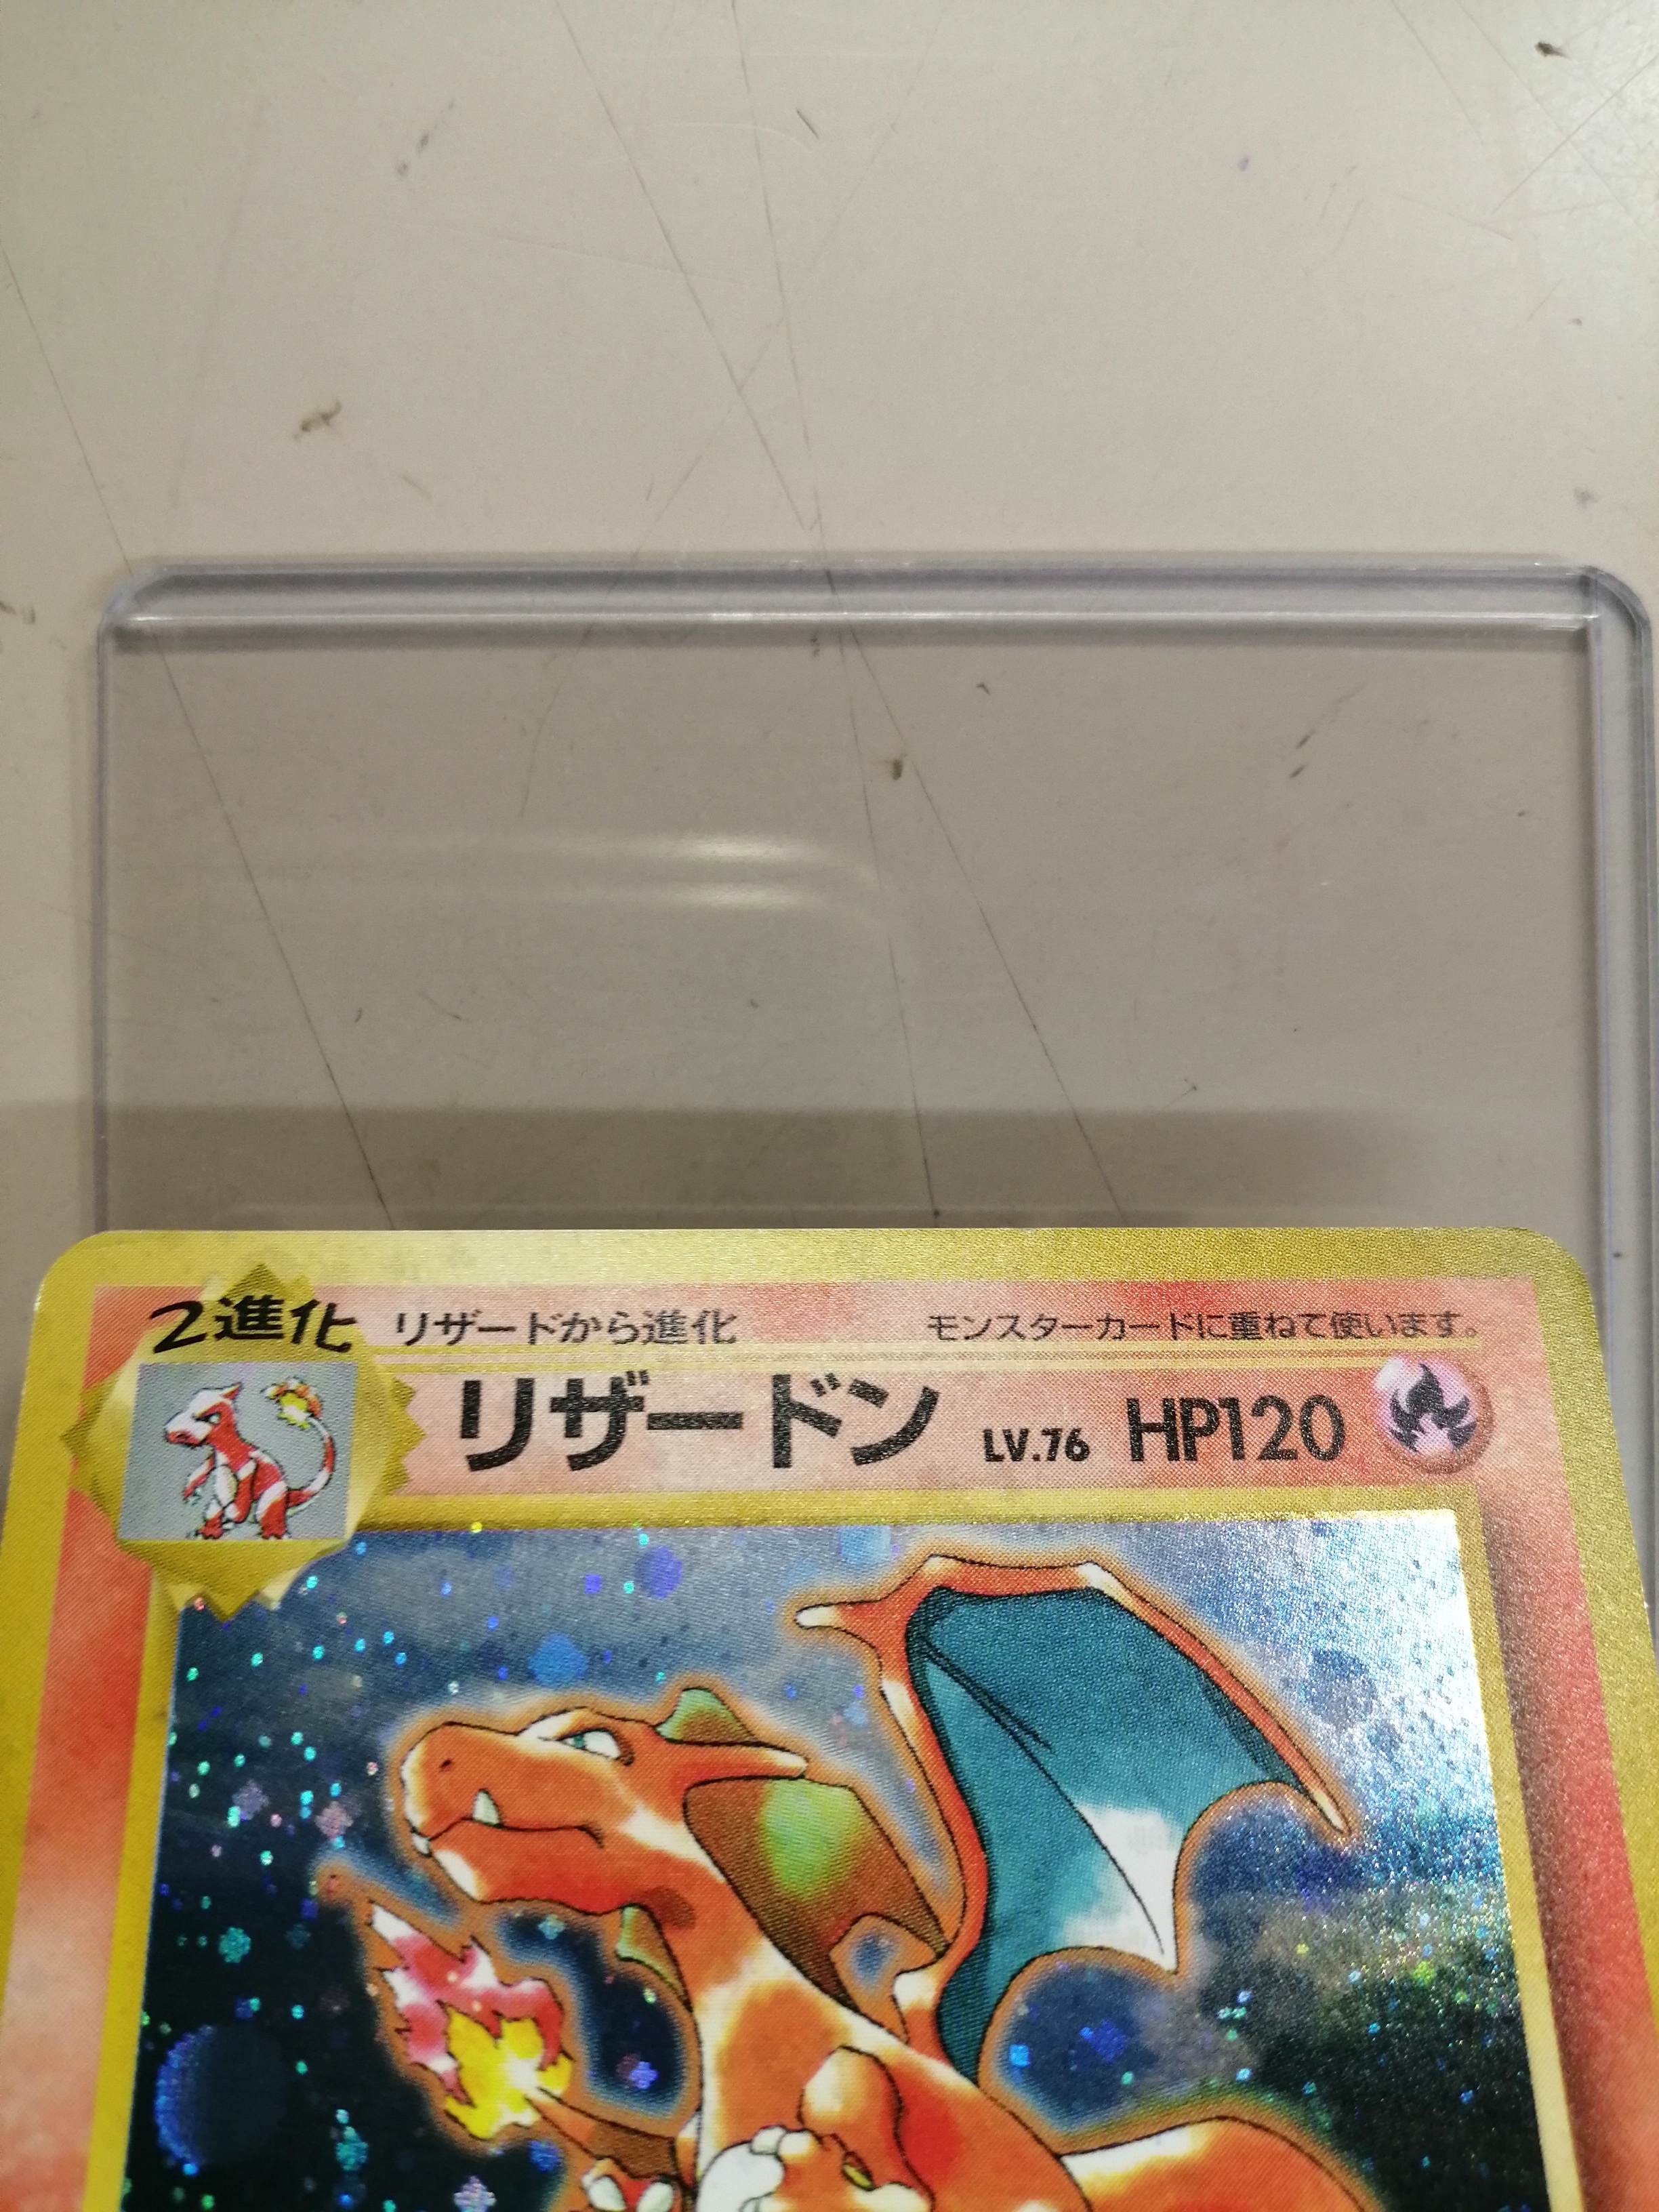 2進化 リザードから進化 モンスターカードに重ねて使います。
リザードン LV.76 HP120